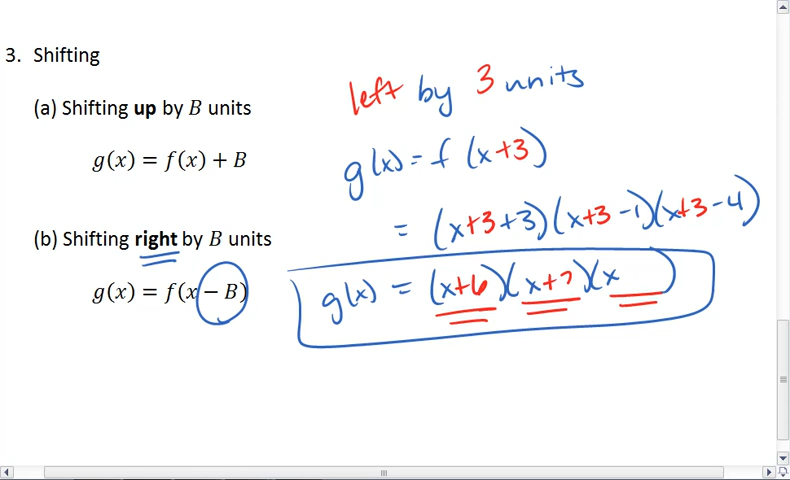 3. Shifting
left by 3 units
(a) Shifting up by B units
g(x) = f(x) + B
g(x) = f (x+3)
= (x+3+3)(x+3-1)(x+3-4)
(b) Shifting right by B units
g(x) = f(x − B)
g(x) = (x+6)(x+2)(x )